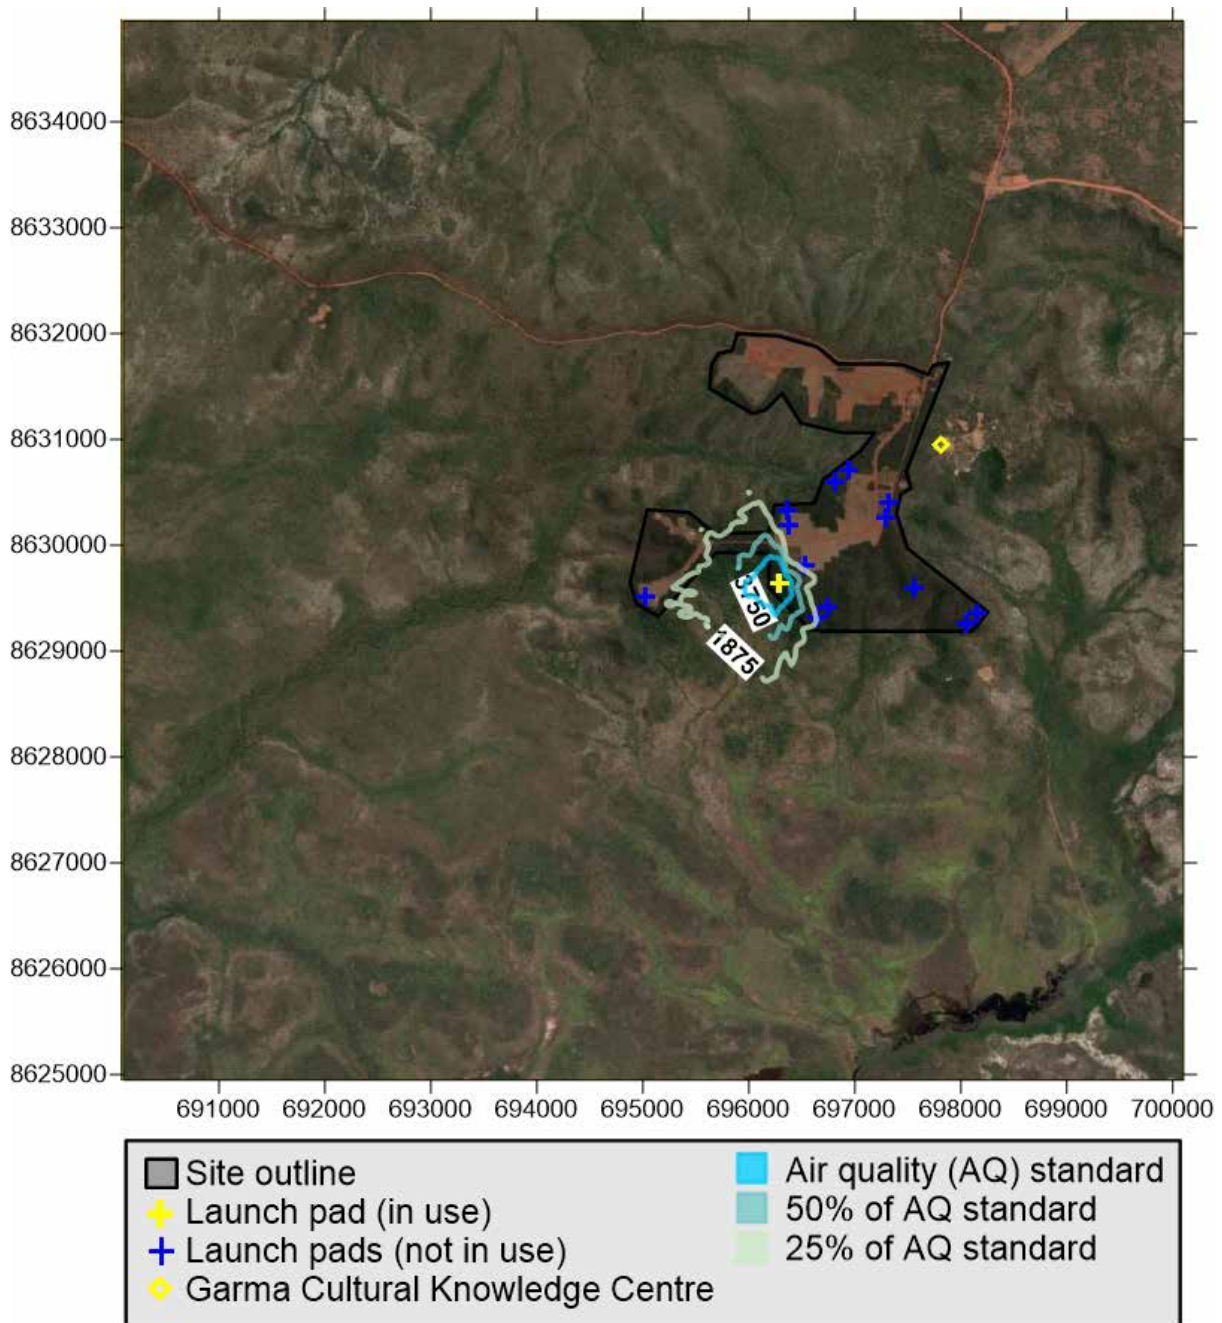 8634000
8633000
8632000
8631000
8630000
8629000
8628000
8627000
8626000
8625000
3750
1875
691000 692000 693000 694000 695000 696000 697000 698000 699000 700000
Site outline
Launch pad (in use)
Launch pads (not in use)
Garma Cultural Knowledge Centre
Air quality (AQ) standard
50% of AQ standard
25% of AQ standard